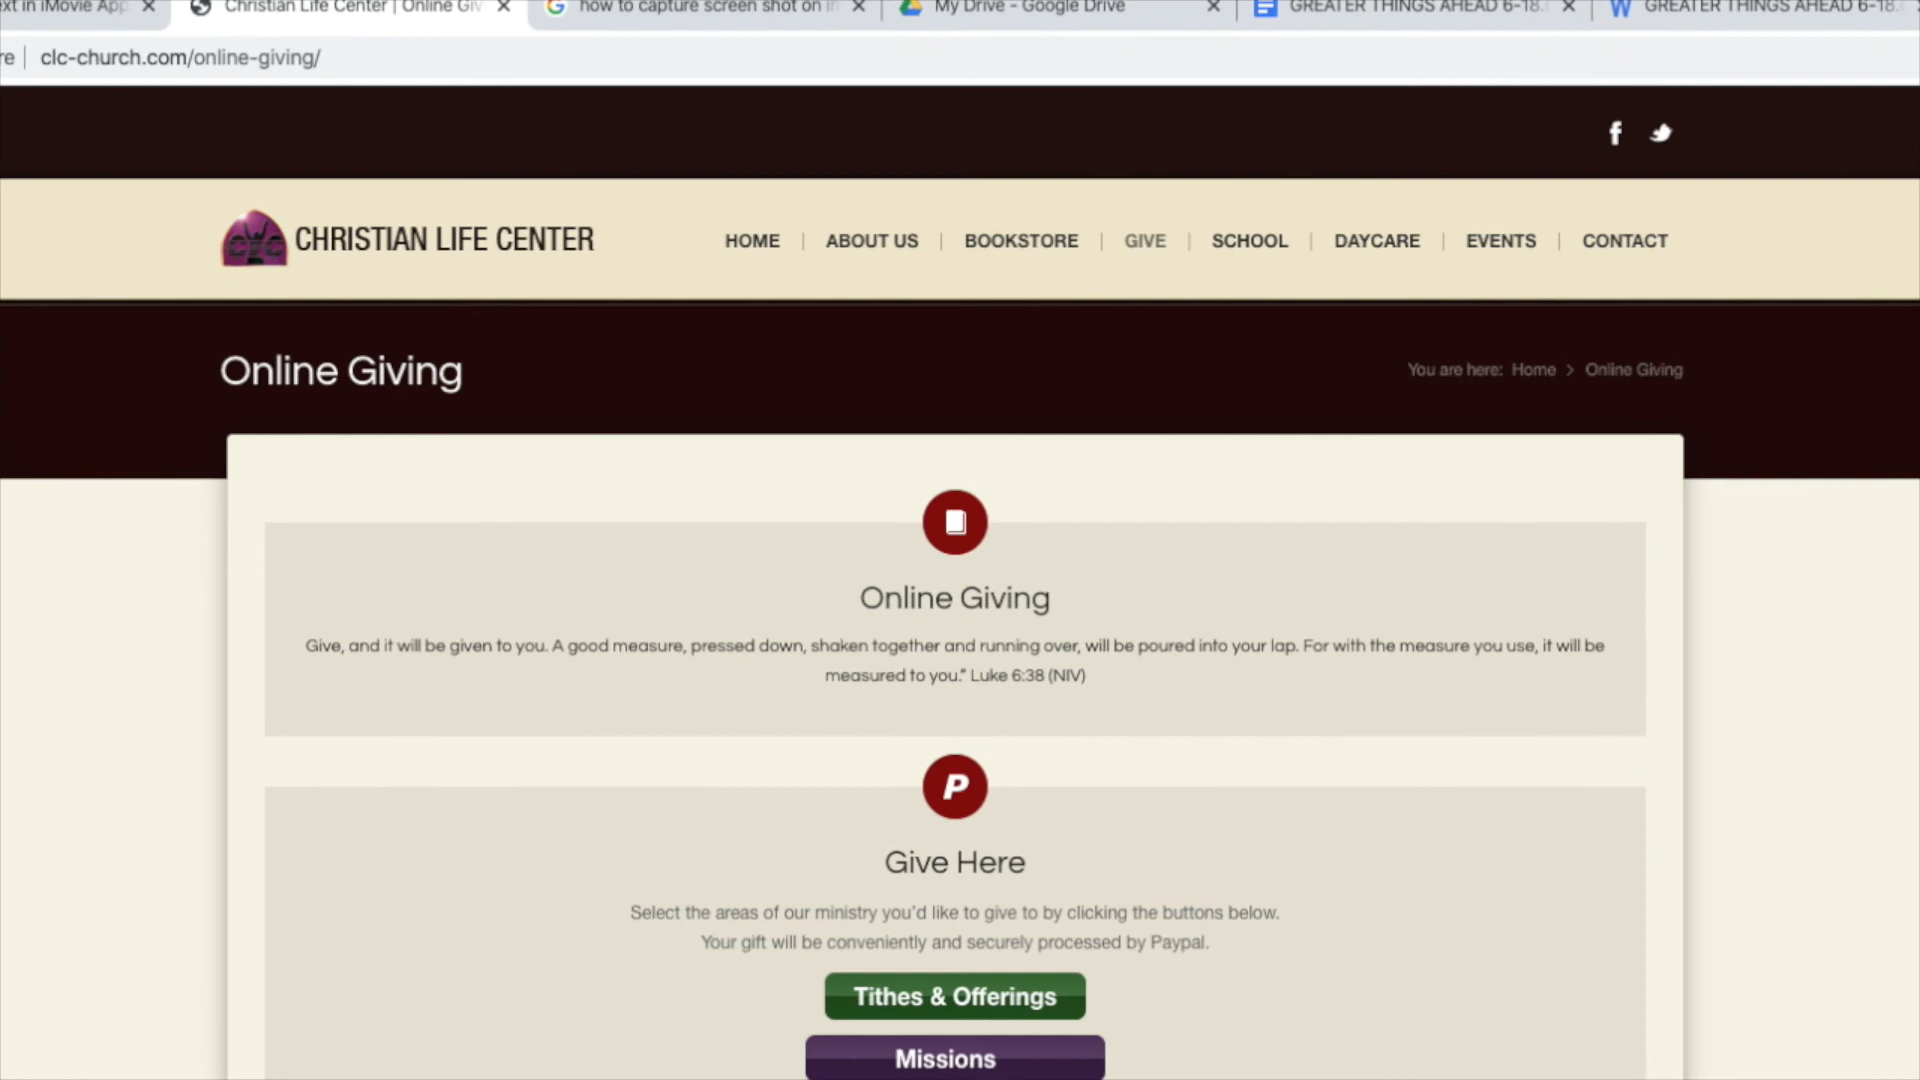 xt in iMovie App
Christian Life Center | Online Giv
how to capture screen shot on
My Drive - Google Drive
GREATER THINGS AHEAD 6-18.
GREATER THINGS AHEAD 6-18.
re
clc-church.com/online-giving/
CLC CHRISTIAN LIFE CENTER
HOME
ABOUT US
BOOKSTORE
GIVE
SCHOOL
DAYCARE
EVENTS
CONTACT
Online Giving
You are here: Home > Online Giving
Online Giving
Give, and it will be given to you. A good measure, pressed down, shaken together and running over, will be poured into your lap. For with the measure you use, it will be
measured to you.” Luke 6:38 (NIV)
P
Give Here
Select the areas of our ministry you'd like to give to by clicking the buttons below.
Your gift will be conveniently and securely processed by Paypal.
Tithes & Offerings
Missions